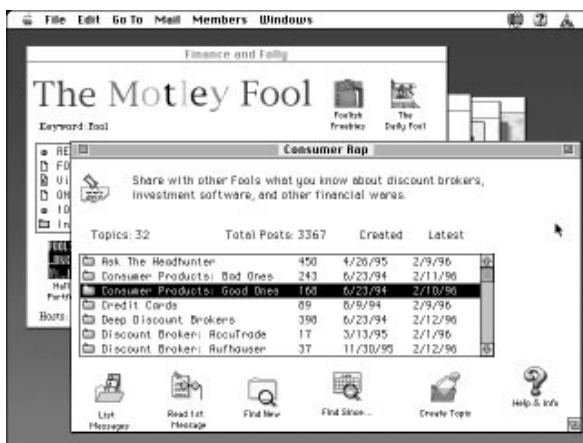 File Edit Go To Mail Members Windows
Finance and Folly
The Motley Fool
Keyword: Fool
Foolish Freebies
The Daily Fool
Consumer Rap
Share with other Fools what you know about discount brokers,
investment software, and other financial wares.
Topics: 32 Total Posts: 3367 Created Latest
Ask The Headhunter 450 4/26/95 2/9/96
Consumer Products: Bad Ones 243 6/23/94 2/11/96
Consumer Products: Good Ones 168 6/23/94 2/10/96
Credit Cards 89 8/9/94 2/9/96
Deep Discount Brokers 398 6/23/94 2/12/96
Discount Broker: AccuTrade 17 3/13/95 2/1/96
Discount Broker: Aufhauser 37 11/30/95 2/12/96
Hosts:
List Messages
Read 1st Message
Find New
Find Since...
Create Topic
Help & Info